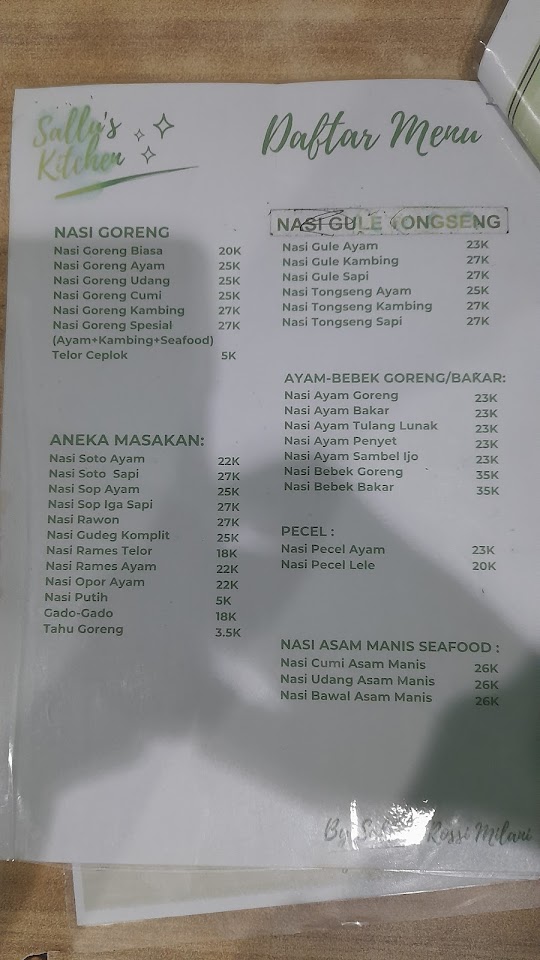 Sally's
Kitchen
Daftar Menu
NASI GORENG
Nasi Goreng Biasa 20K
Nasi Goreng Ayam 25K
Nasi Goreng Udang 25K
Nasi Goreng Cumi 25K
Nasi Goreng Kambing 27K
Nasi Goreng Spesial 27K
(Ayam+Kambing+Seafood)
Telor Ceplok 5K
ANEKA MASAKAN:
Nasi Soto Ayam 22K
Nasi Soto Sapi 27K
Nasi Sop Ayam 25K
Nasi Sop Iga Sapi 27K
Nasi Rawon 27K
Nasi Gudeg Komplit 25K
Nasi Rames Telor 18K
Nasi Rames Ayam 22K
Nasi Opor Ayam 22K
Nasi Putih 5K
Gado-Gado 18K
Tahu Goreng 3.5K
NASI GULE TONGSENG
Nasi Gule Ayam 23K
Nasi Gule Kambing 27K
Nasi Gule Sapi 27K
Nasi Tongseng Ayam 25K
Nasi Tongseng Kambing 27K
Nasi Tongseng Sapi 27K
AYAM-BEBEK GORENG/BAKAR:
Nasi Ayam Goreng 23K
Nasi Ayam Bakar 23K
Nasi Ayam Tulang Lunak 23K
Nasi Ayam Penyet 23K
Nasi Ayam Sambel Ijo 23K
Nasi Bebek Goreng 35K
Nasi Bebek Bakar 35K
PECEL :
Nasi Pecel Ayam 23K
Nasi Pecel Lele 20K
NASI ASAM MANIS SEAFOOD :
Nasi Cumi Asam Manis 26K
Nasi Udang Asam Manis 26K
Nasi Bawal Asam Manis 26K
By Rossi Milani